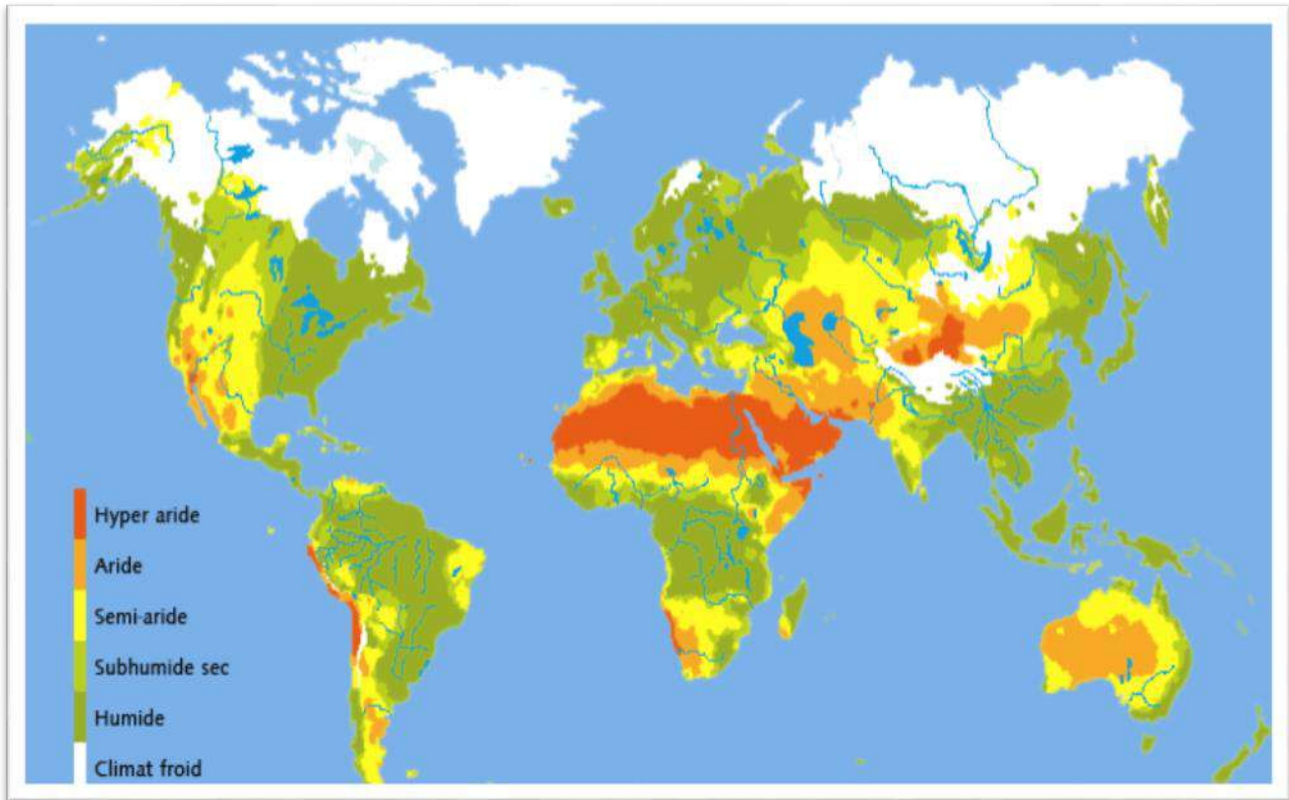 Hyper aride
Aride
Semi-aride
Subhumide sec
Humide
Climat froid